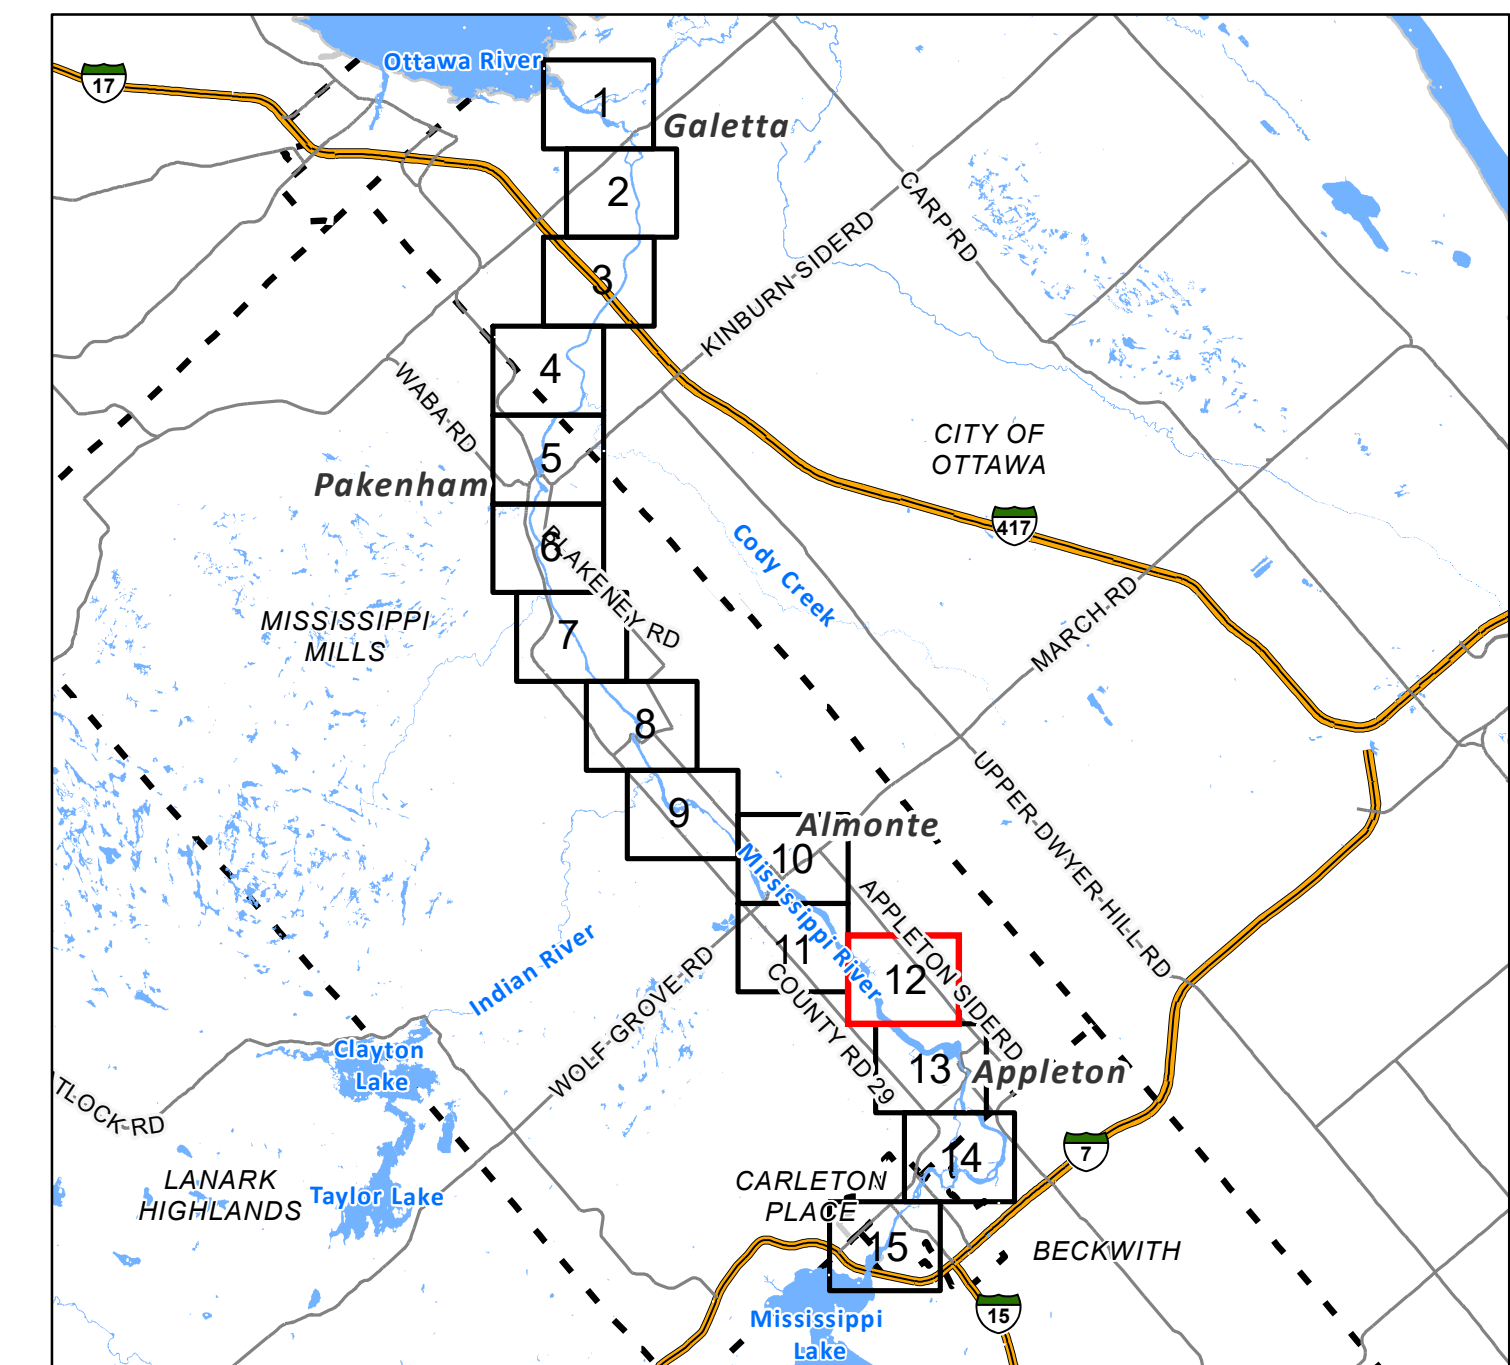 Ottawa River
17
1
Galetta
2
CARP RD
KINBURN SIDERD
3
4
WABA RD
CITY OF
OTTAWA
5
Pakenham
417
6
BLAKENEY RD
Cody Creek
MISSISSIPPI
MILLS
7
MARCH RD
8
UPPER DWYER HILL RD
9
Almonte
10
Mississippi River
APPLETON SIDERD
11
12
Indian River
WOLF GROVE RD
COUNTY RD 29
Clayton
Lake
13
Appleton
TLOCK RD
7
14
LANARK
HIGHLANDS
Taylor Lake
CARLETON
PLACE
15
BECKWITH
15
Mississippi
Lake